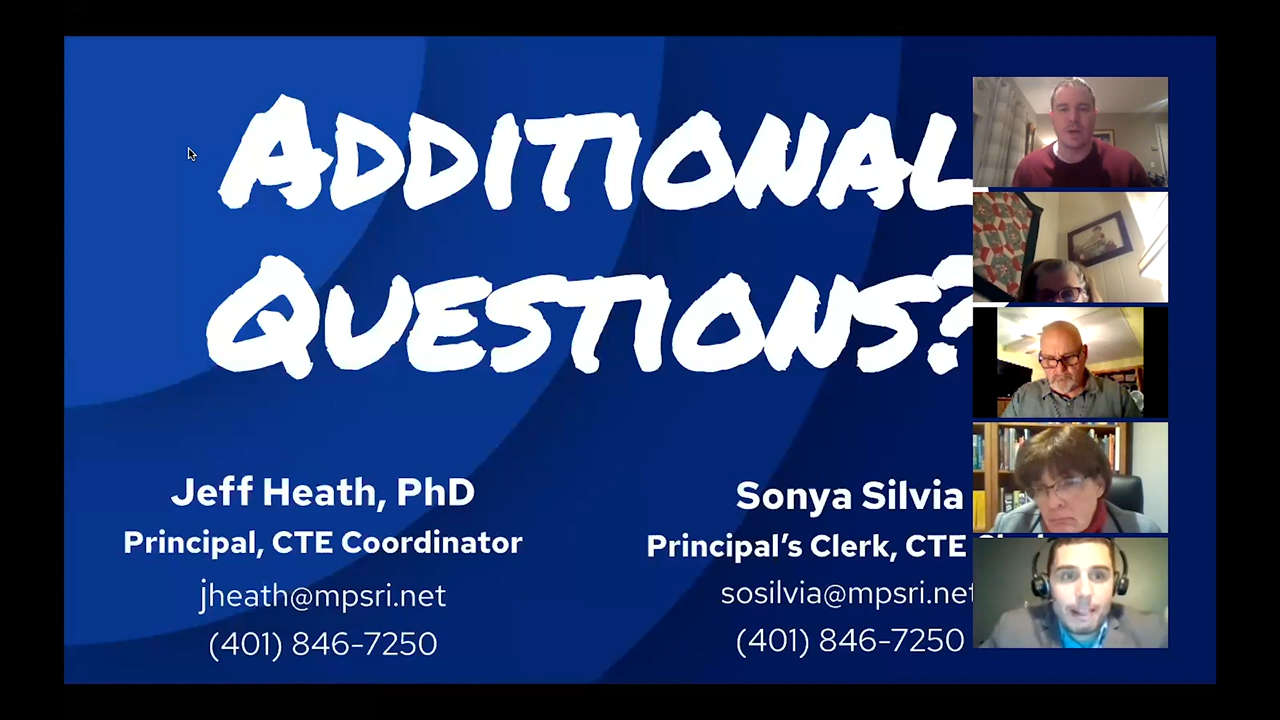 ADDITIONAL
QUESTIONS?
Jeff Heath, PhD
Principal, CTE Coordinator
jheath@mpsri.net
(401) 846-7250
Sonya Silvia
Principal's Clerk, CTE
sosilvia@mpsri.net
(401) 846-7250